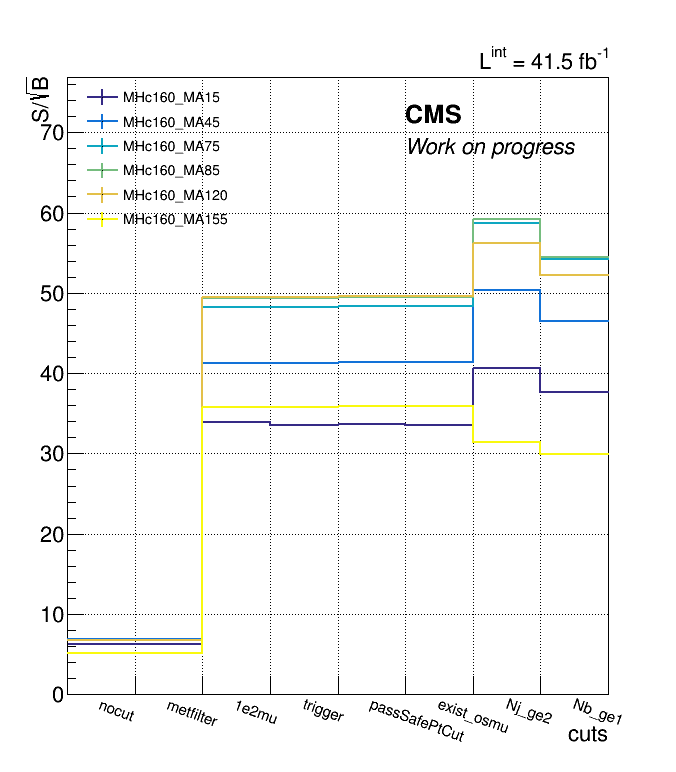 L^int = 41.5 fb^-1
S/√B
CMS
Work on progress
MHc160_MA15
MHc160_MA45
MHc160_MA75
MHc160_MA85
MHc160_MA120
MHc160_MA155
70
60
50
40
30
20
10
0
nocut
metfilter
1e2mu
trigger
passSafePtCut
exist_osmu
Nj_ge2
Nb_ge1
cuts